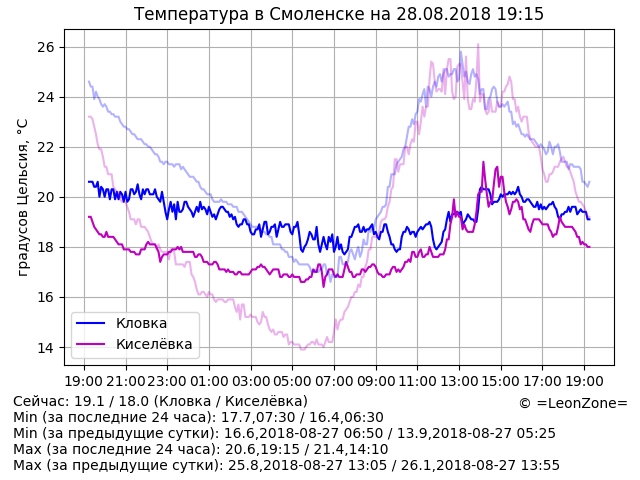 Температура в Смоленске на 28.08.2018 19:15
градусов Цельсия, °C
26
24
22
20
18
16
14
Кловка
Киселёвка
19:00 21:00 23:00 01:00 03:00 05:00 07:00 09:00 11:00 13:00 15:00 17:00 19:00
Сейчас: 19.1 / 18.0 (Кловка / Киселёвка)
© =LeonZone=
Min (за последние 24 часа): 17.7,07:30 / 16.4,06:30
Min (за предыдущие сутки): 16.6,2018-08-27 06:50 / 13.9,2018-08-27 05:25
Max (за последние 24 часа): 20.6,19:15 / 21.4,14:10
Max (за предыдущие сутки): 25.8,2018-08-27 13:05 / 26.1,2018-08-27 13:55